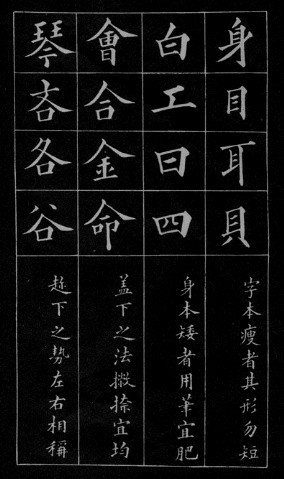 身目耳貝
字本瘦者其形勿短
白工曰四
身本矮者用筆宜肥
會合金命
盖下之法撇捺宜均
琴吝各谷
趂下之勢左右相稱